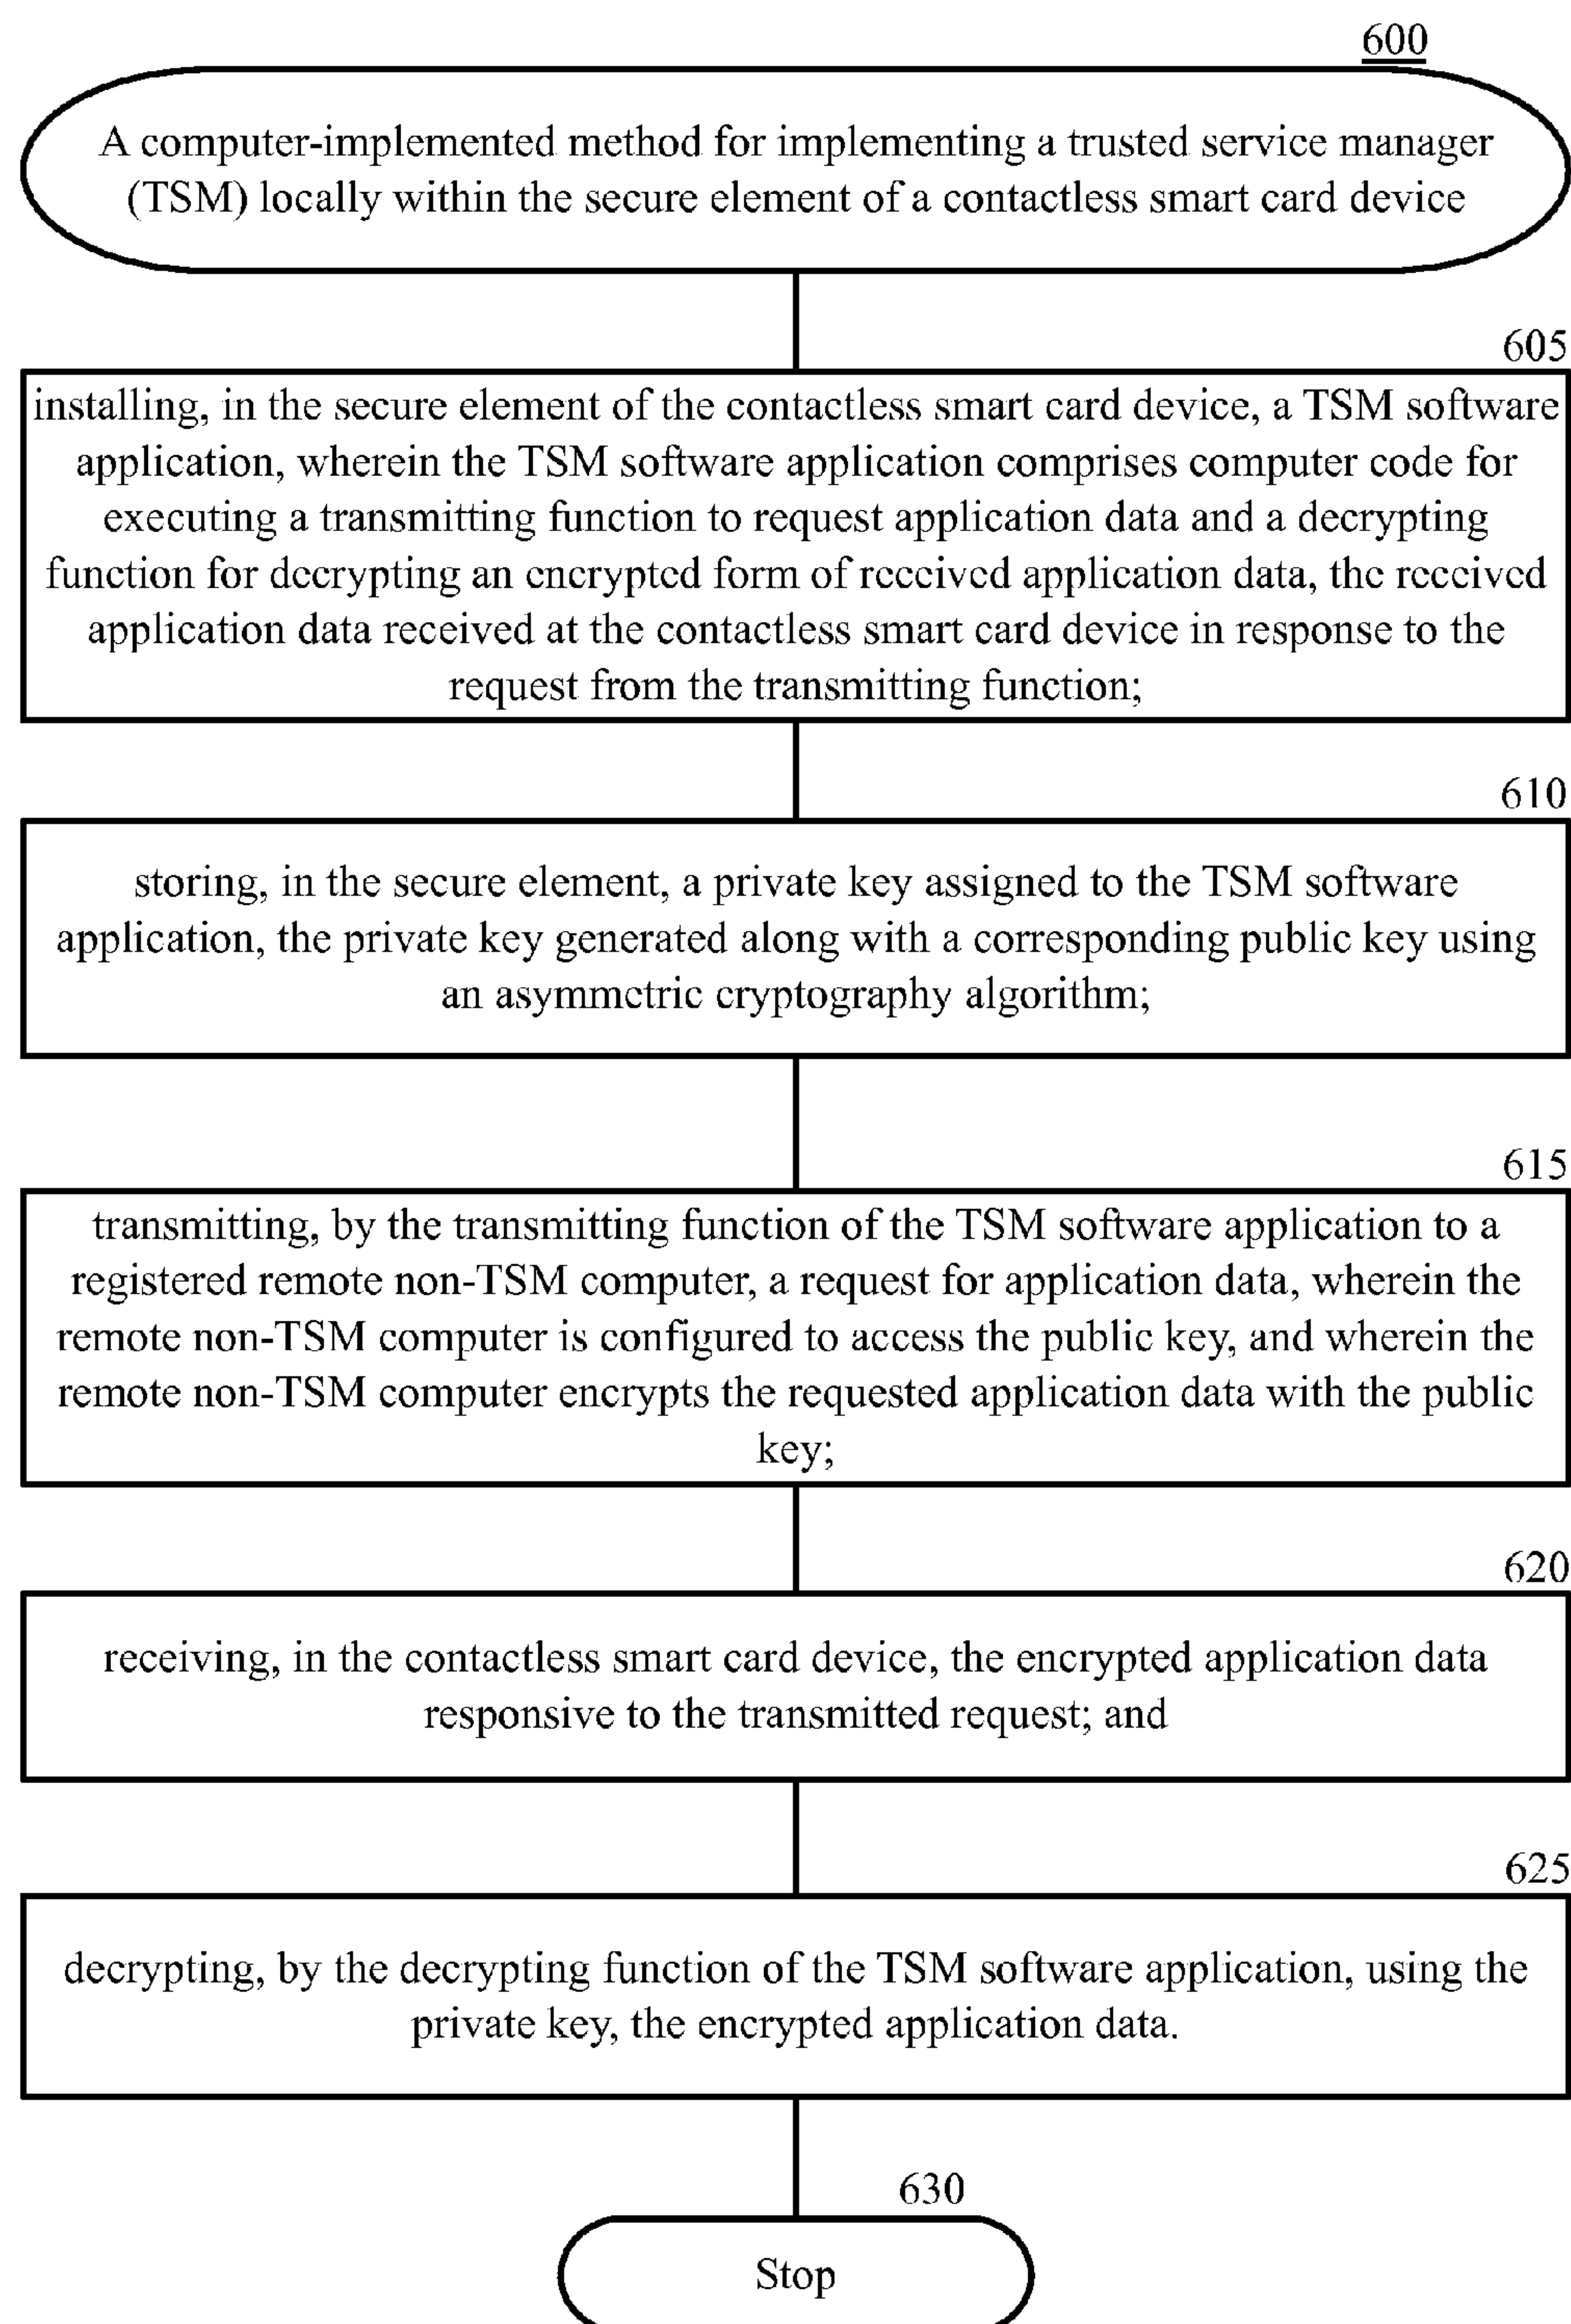 600
A computer-implemented method for implementing a trusted service manager
(TSM) locally within the secure element of a contactless smart card device
605
installing, in the secure element of the contactless smart card device, a TSM software
application, wherein the TSM software application comprises computer code for
executing a transmitting function to request application data and a decrypting
function for decrypting an encrypted form of received application data, the received
application data received at the contactless smart card device in response to the
request from the transmitting function;
610
storing, in the secure element, a private key assigned to the TSM software
application, the private key generated along with a corresponding public key using
an asymmetric cryptography algorithm;
615
transmitting, by the transmitting function of the TSM software application to a
registered remote non-TSM computer, a request for application data, wherein the
remote non-TSM computer is configured to access the public key, and wherein the
remote non-TSM computer encrypts the requested application data with the public
key;
620
receiving, in the contactless smart card device, the encrypted application data
responsive to the transmitted request; and
625
decrypting, by the decrypting function of the TSM software application, using the
private key, the encrypted application data.
630
Stop